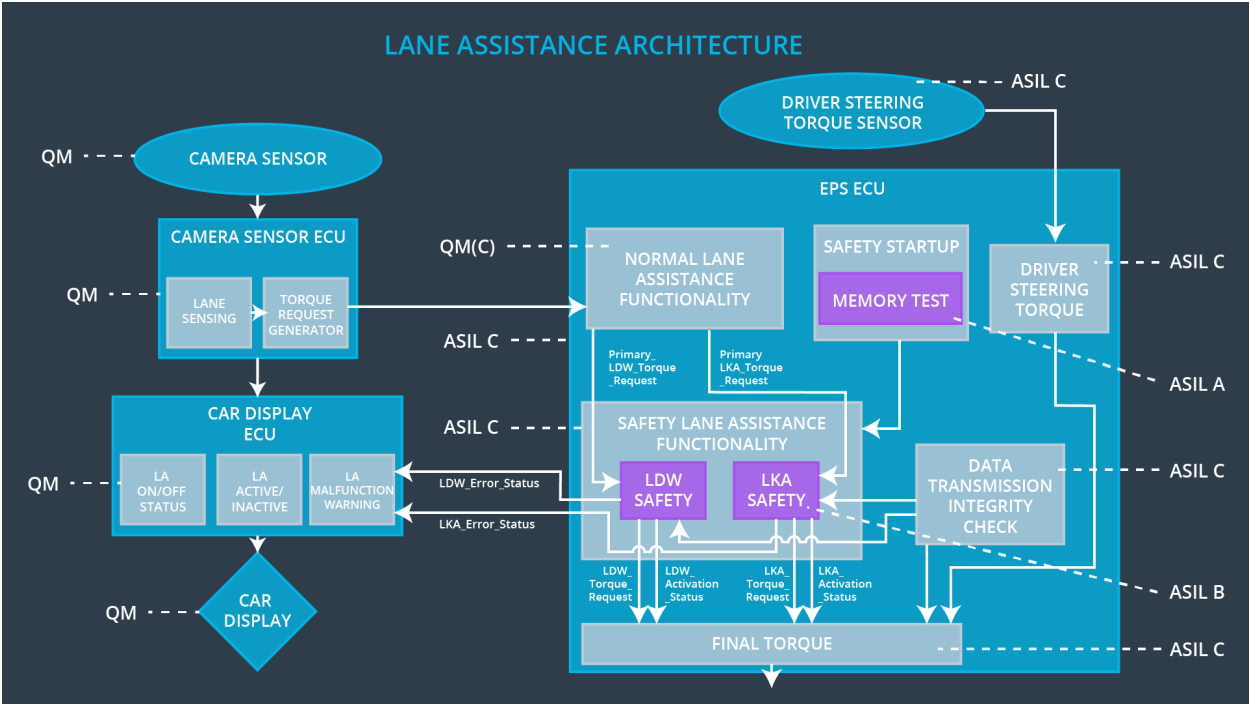 LANE ASSISTANCE ARCHITECTURE
ASIL C
DRIVER STEERING
TORQUE SENSOR
QM
CAMERA SENSOR
EPS ECU
CAMERA SENSOR ECU
QM(C)
NORMAL LANE
ASSISTANCE
FUNCTIONALITY
SAFETY STARTUP
MEMORY TEST
DRIVER
STEERING
TORQUE
ASIL C
QM
LANE
SENSING
TORQUE
REQUEST
GENERATOR
ASIL C
Primary_
LDW_Torque
_Request
Primary
LKA_Torque
_Request
ASIL A
CAR DISPLAY
ECU
ASIL C
SAFETY LANE ASSISTANCE
FUNCTIONALITY
QM
LA
ON/OFF
STATUS
LA
ACTIVE/
INACTIVE
LA
MALFUNCTION
WARNING
LDW_Error_Status
LKA_Error_Status
LDW
SAFETY
LKA
SAFETY
DATA
TRANSMISSION
INTEGRITY
CHECK
ASIL C
LDW_
Torque_
Request
LDW_
Activation
_Status
LKA_
Torque_
Request
LKA_
Activation
_Status
ASIL B
QM
CAR
DISPLAY
FINAL TORQUE
ASIL C